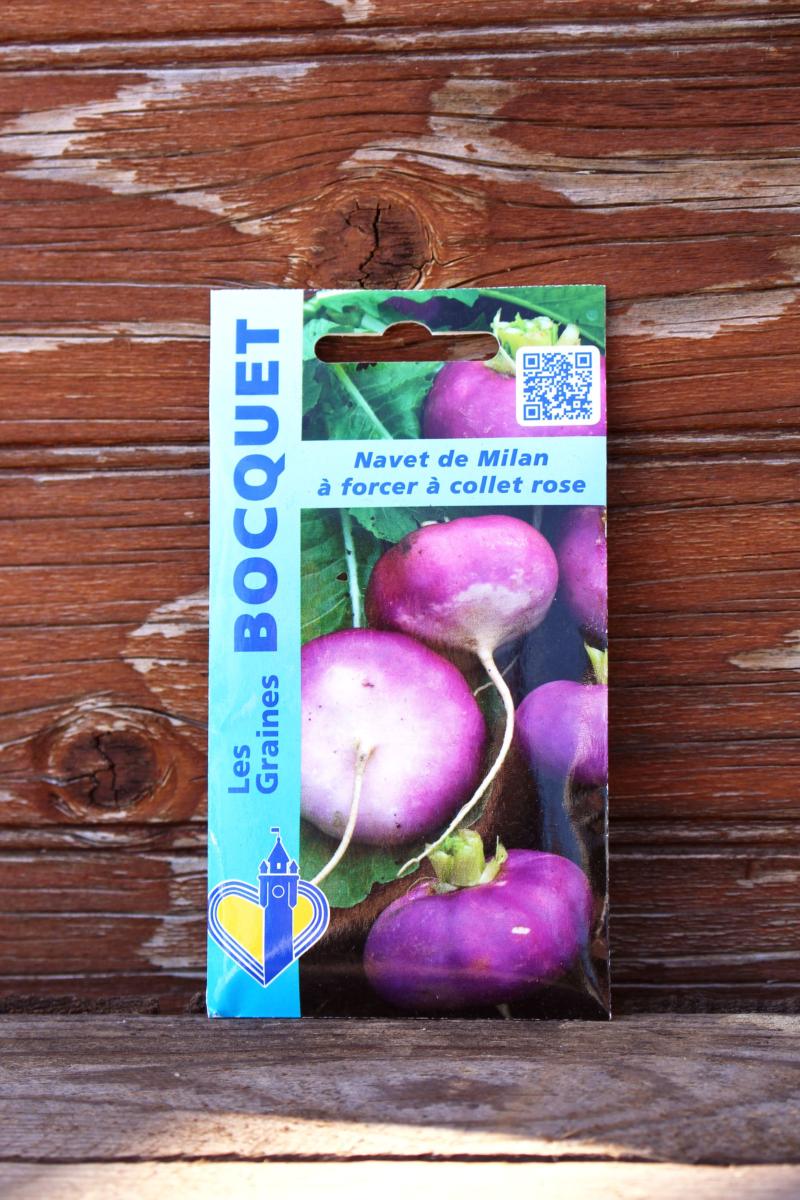 Les
Graines
BOCQUET
Navet de Milan
à forcer à collet rose